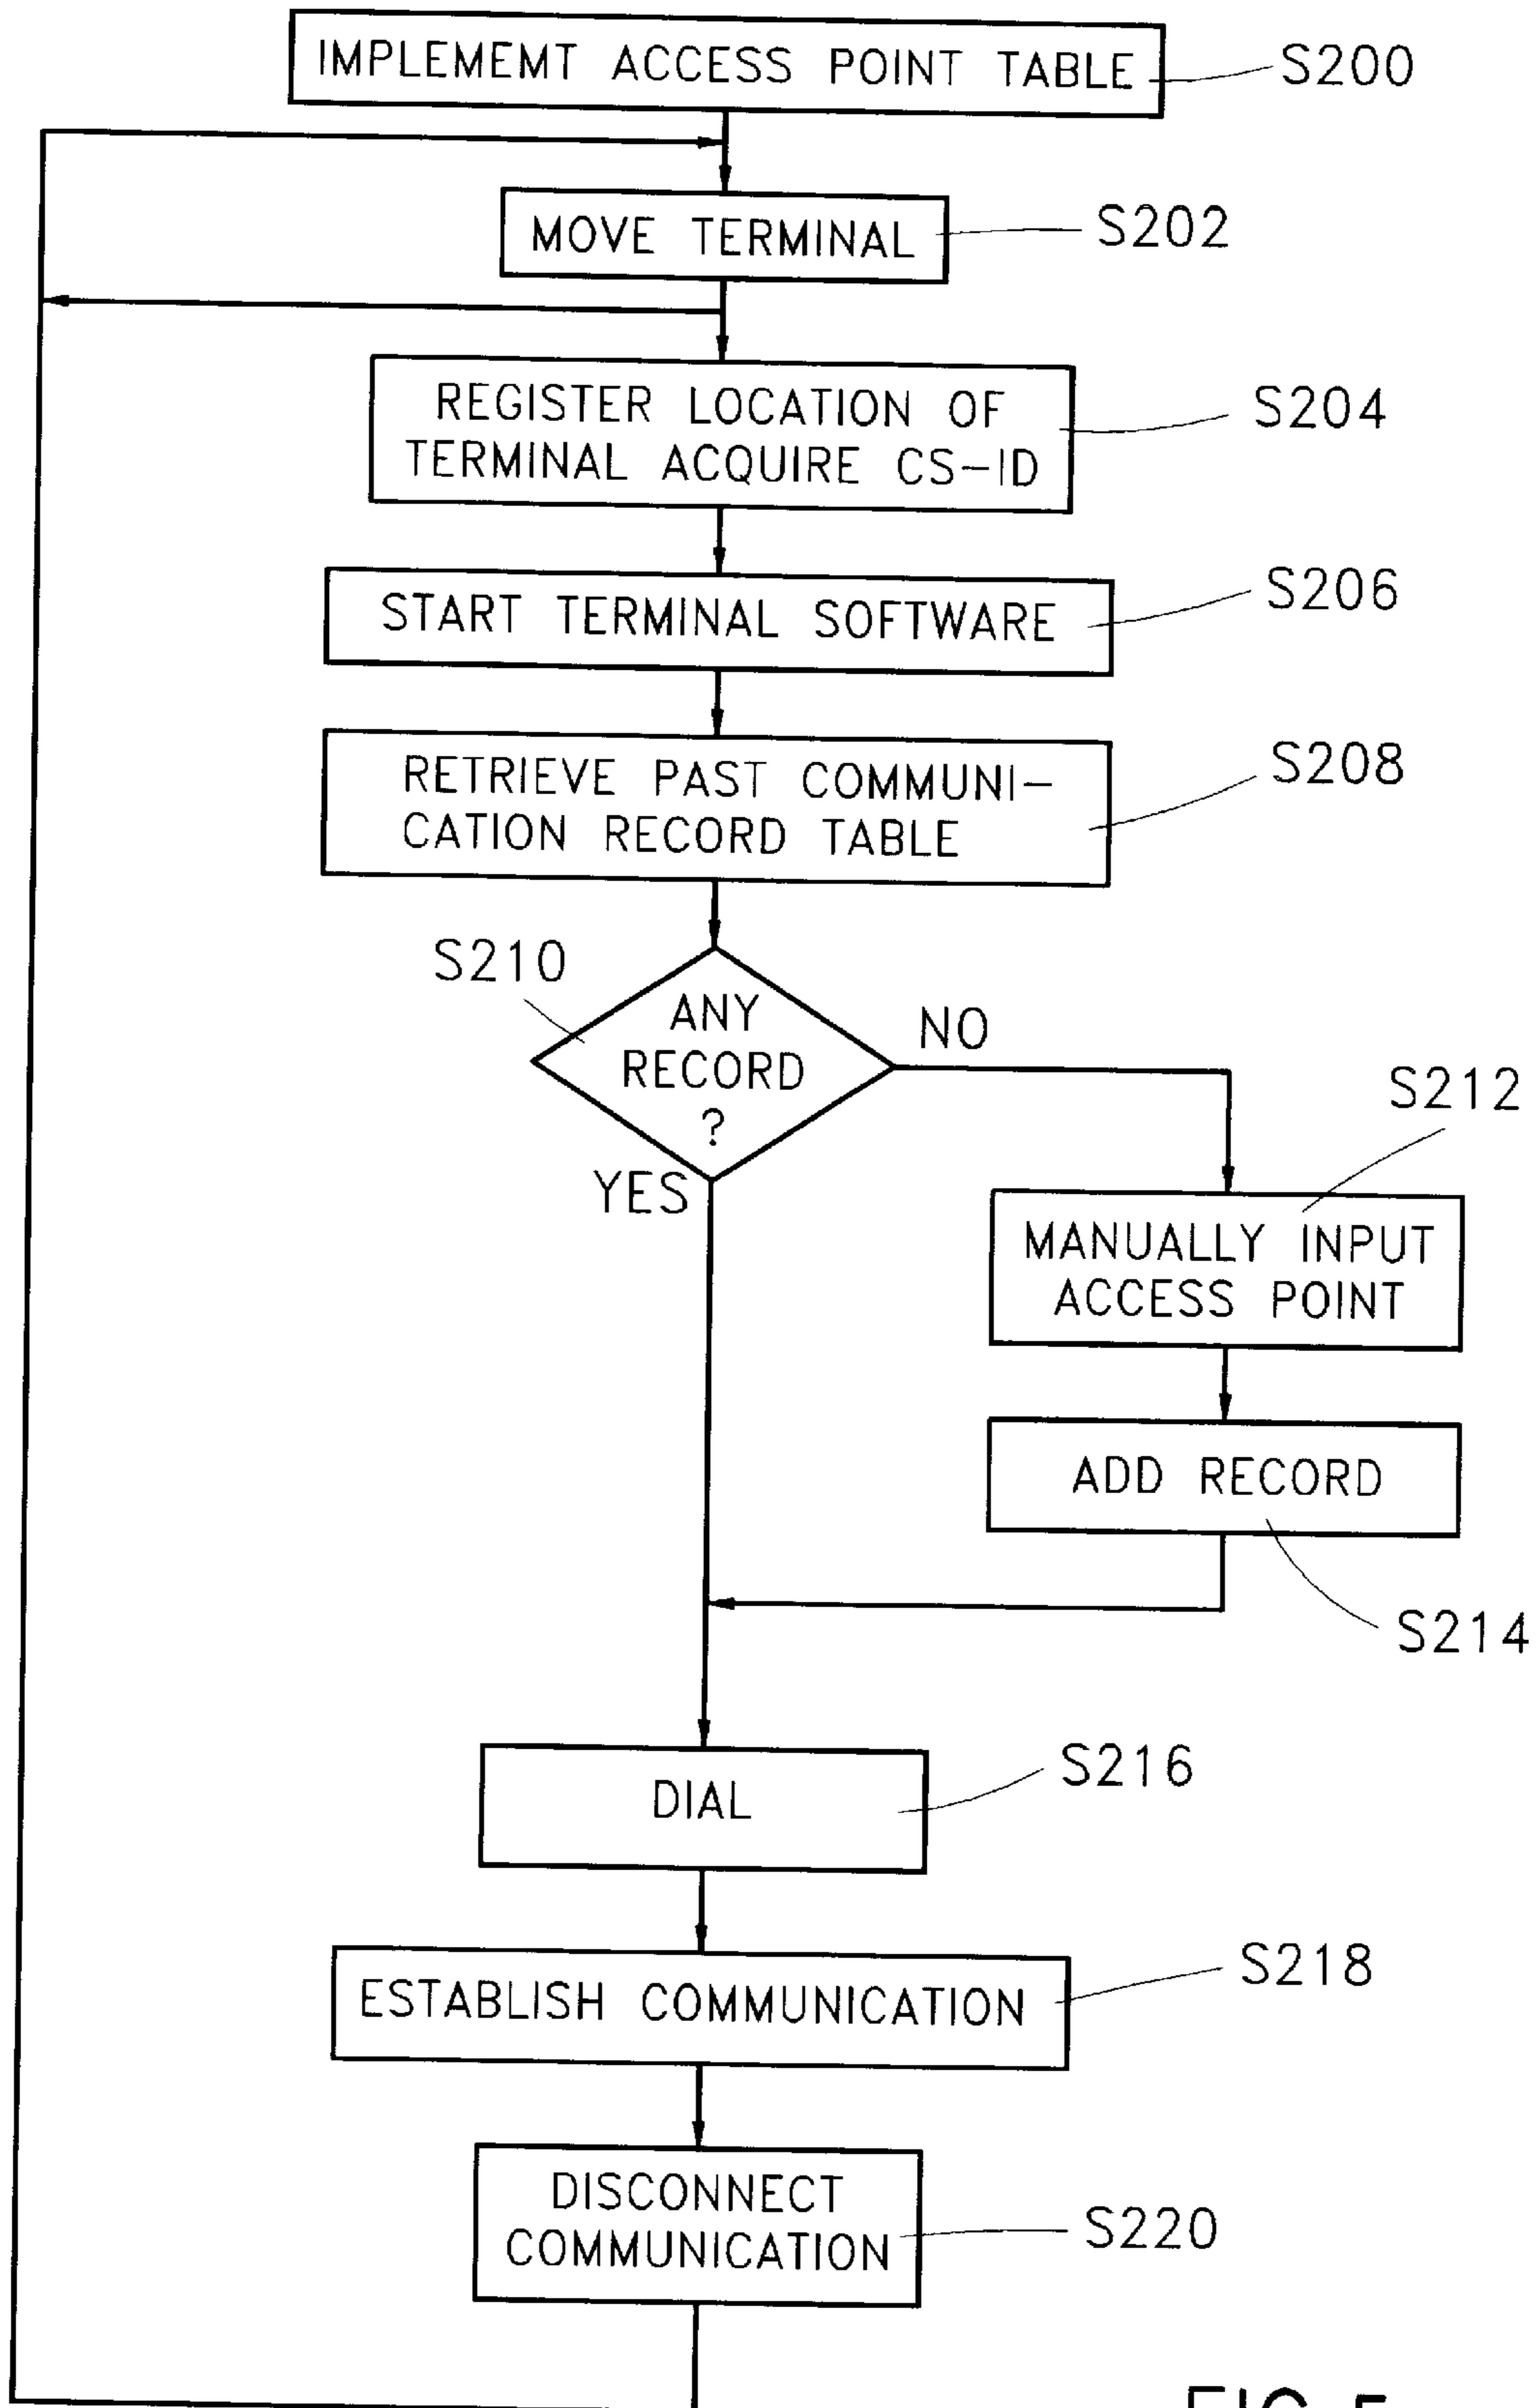 IMPLEMEMT ACCESS POINT TABLE
S200
MOVE TERMINAL
S202
REGISTER LOCATION OF
TERMINAL ACQUIRE CS-ID
S204
START TERMINAL SOFTWARE
S206
RETRIEVE PAST COMMUNI-
CATION RECORD TABLE
S208
S210
ANY
RECORD
?
NO
YES
S212
MANUALLY INPUT
ACCESS POINT
ADD RECORD
S214
DIAL
S216
ESTABLISH COMMUNICATION
S218
DISCONNECT
COMMUNICATION
S220